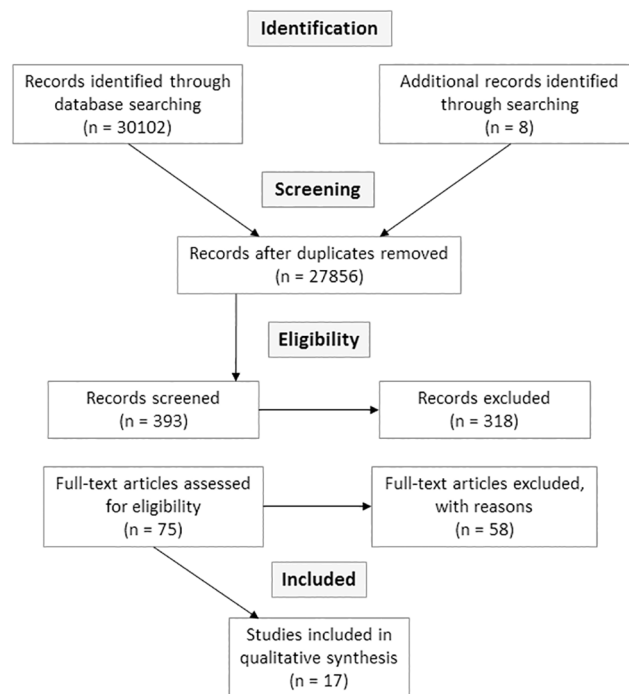 Identification
Records identified through
database searching
(n = 30102)
Additional records identified
through searching
(n = 8)
Screening
Records after duplicates removed
(n = 27856)
Eligibility
Records screened
(n = 393)
Records excluded
(n = 318)
Full-text articles assessed
for eligibility
(n = 75)
Full-text articles excluded,
with reasons
(n = 58)
Included
Studies included in
qualitative synthesis
(n = 17)